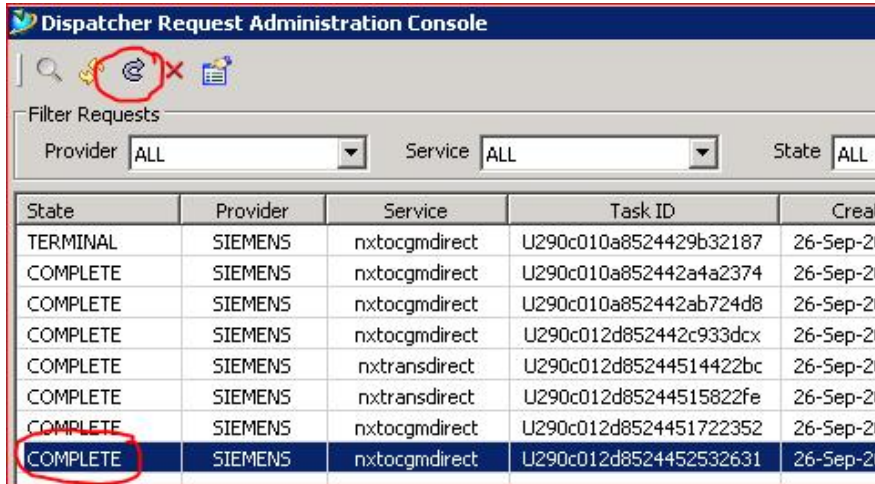 Dispatcher Request Administration Console
Filter Requests
Provider ALL Service ALL State ALL
State Provider Service Task ID Creat
TERMINAL SIEMENS nxtocgmdirect U290c010a8524429b32187 26-Sep-2
COMPLETE SIEMENS nxtocgmdirect U290c010a852442a4a2374 26-Sep-2
COMPLETE SIEMENS nxtocgmdirect U290c010a852442ab724d8 26-Sep-2
COMPLETE SIEMENS nxtocgmdirect U290c012d852442c933dcx 26-Sep-2
COMPLETE SIEMENS nxtransdirect U290c012d85244514422bc 26-Sep-2
COMPLETE SIEMENS nxtransdirect U290c012d85244515822fe 26-Sep-2
COMPLETE SIEMENS nxtocgmdirect U290c012d8524451722352 26-Sep-2
COMPLETE SIEMENS nxtocgmdirect U290c012d8524452532631 26-Sep-2